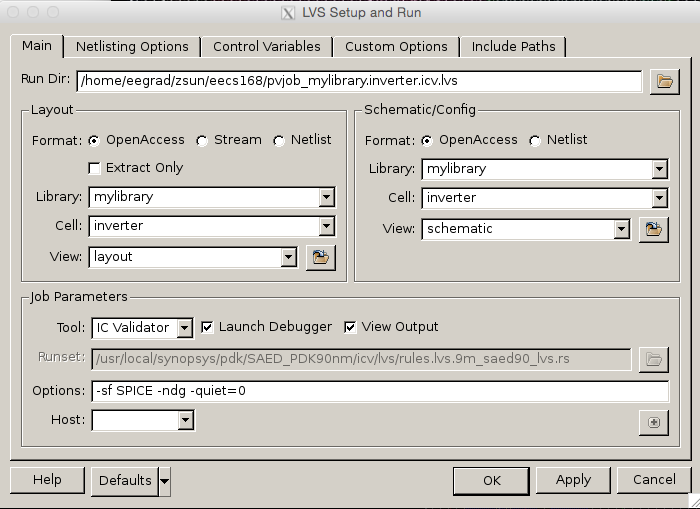 LVS Setup and Run
Main Netlisting Options Control Variables Custom Options Include Paths
Run Dir: /home/eegrad/zsun/eecs168/pvjob_mylibrary.inverter.icv.lvs
Layout
Format: OpenAccess Stream Netlist
Extract Only
Library: mylibrary
Cell: inverter
View: layout
Schematic/Config
Format: OpenAccess Netlist
Library: mylibrary
Cell: inverter
View: schematic
Job Parameters
Tool: IC Validator Launch Debugger View Output
Runset: /usr/local/synopsys/pdk/SAED_PDK90nm/icv/lvs/rules.lvs.9m_saed90_lvs.rs
Options: -sf SPICE -ndg -quiet=0
Host:
Help Defaults OK Apply Cancel